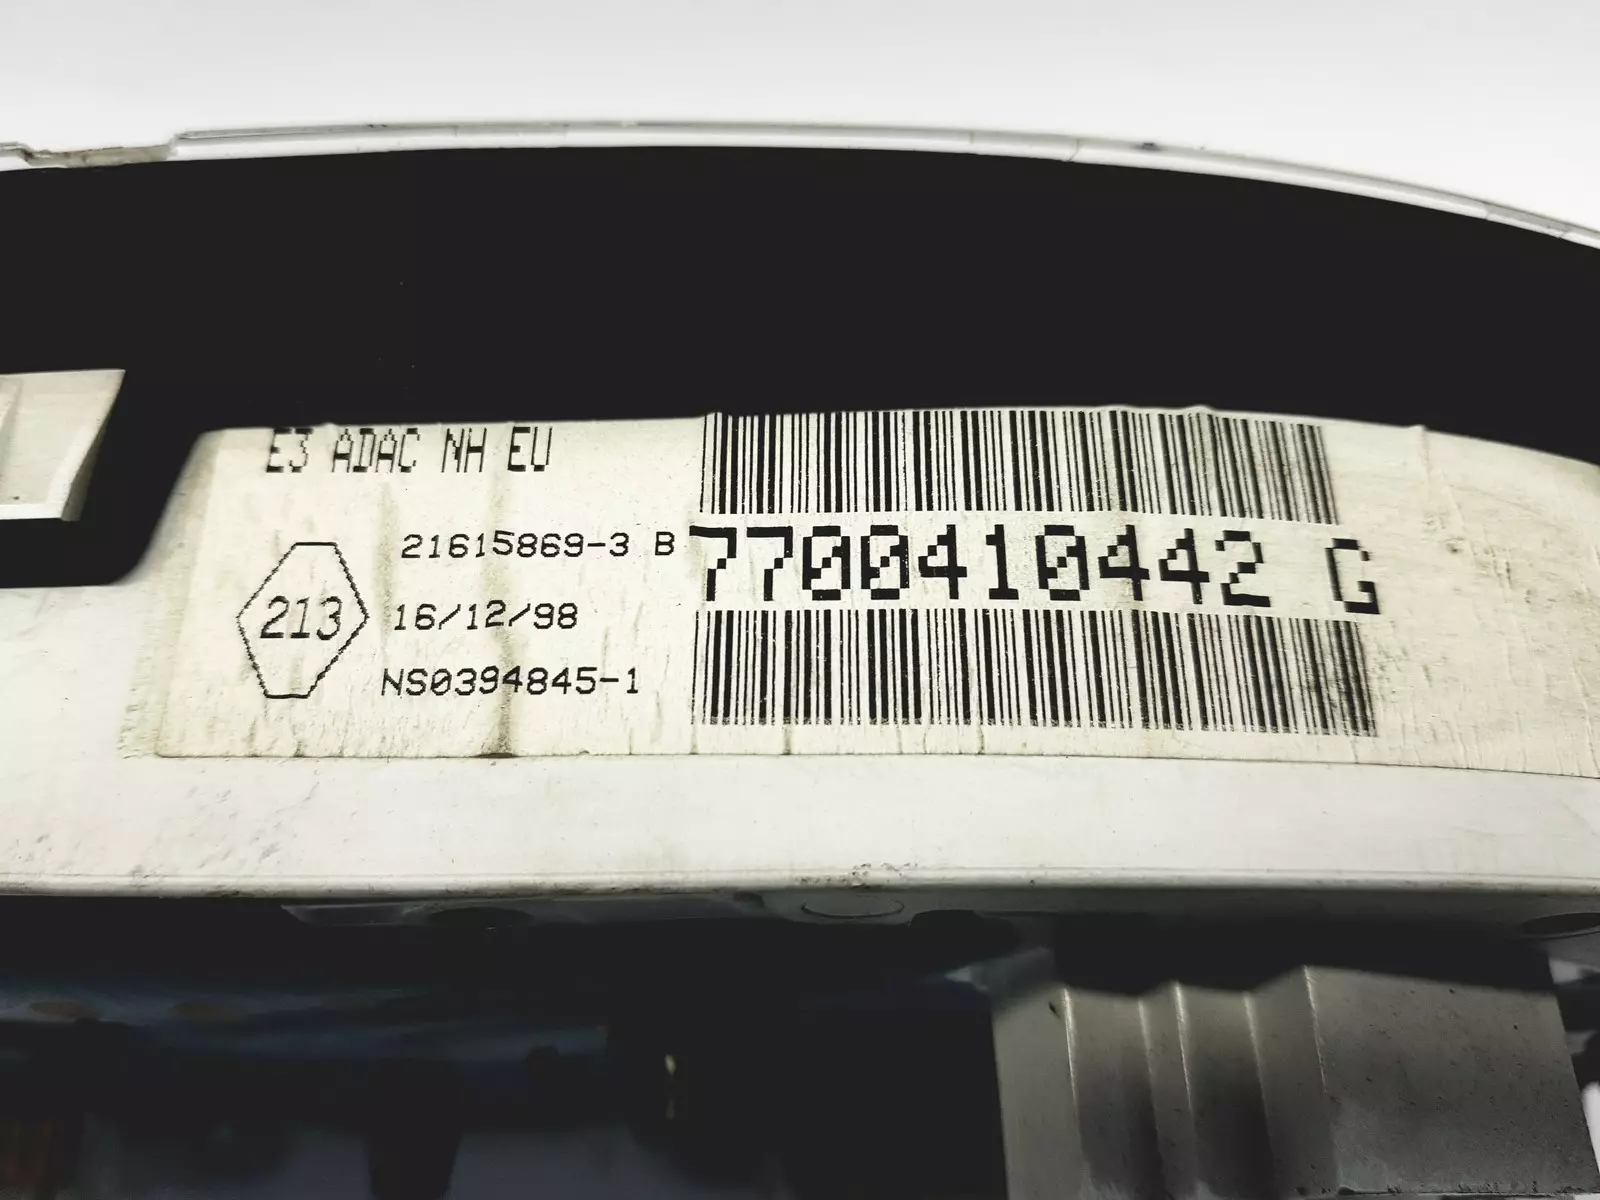 E3 ADAC NH EU
21615869-3 B
7700410442 G
213
16/12/98
NS0394845-1